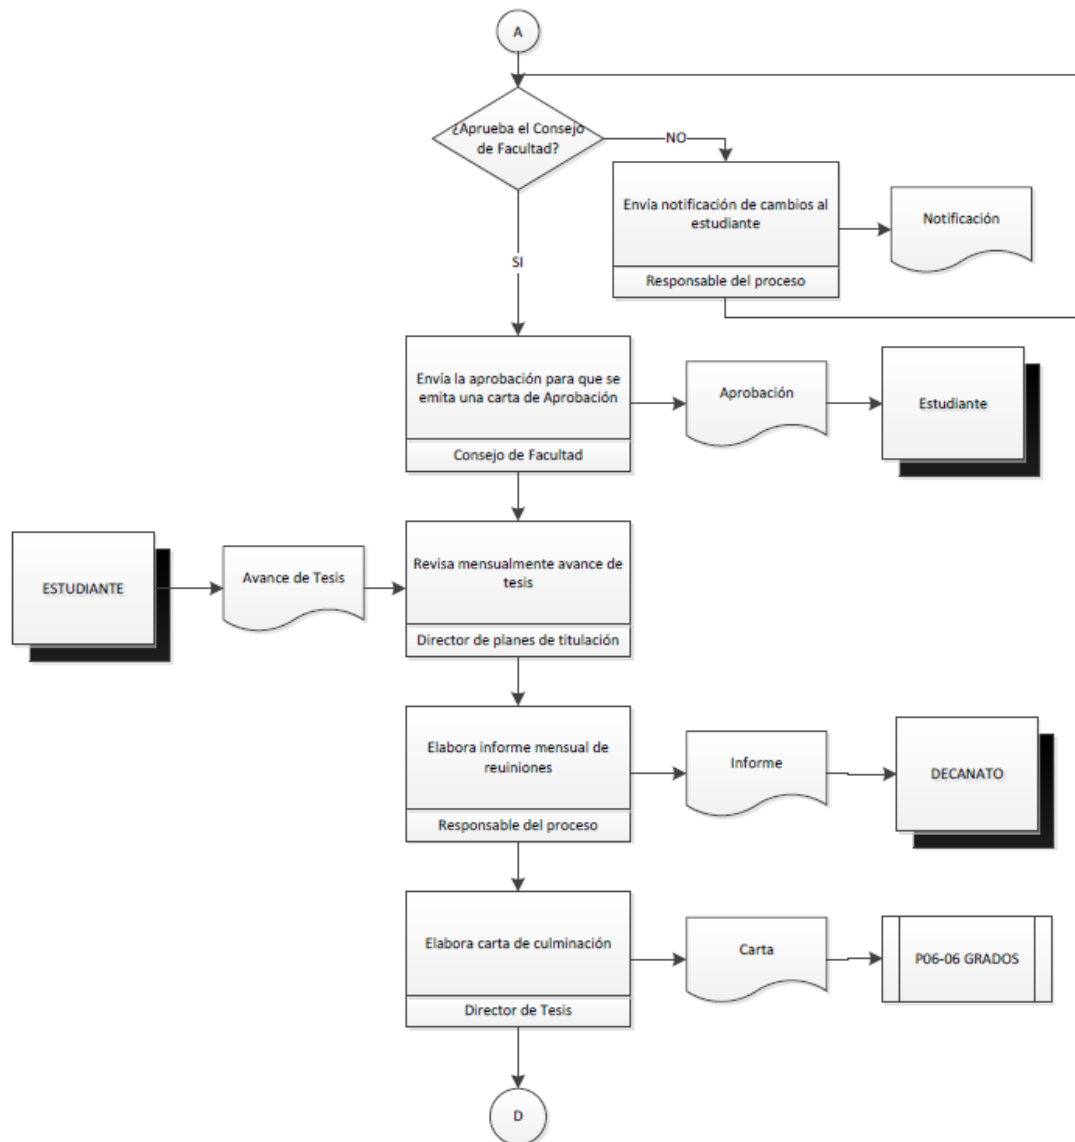 A
¿Aprueba el Consejo
de Facultad?
NO
Envía notificación de cambios al
estudiante
Responsable del proceso
Notificación
SI
Envía la aprobación para que se
emita una carta de Aprobación
Consejo de Facultad
Aprobación
Estudiante
ESTUDIANTE
Avance de Tesis
Revisa mensualmente avance de
tesis
Director de planes de titulación
Elabora informe mensual de
reuiniones
Responsable del proceso
Informe
DECANATO
Elabora carta de culminación
Director de Tesis
Carta
P06-06 GRADOS
D